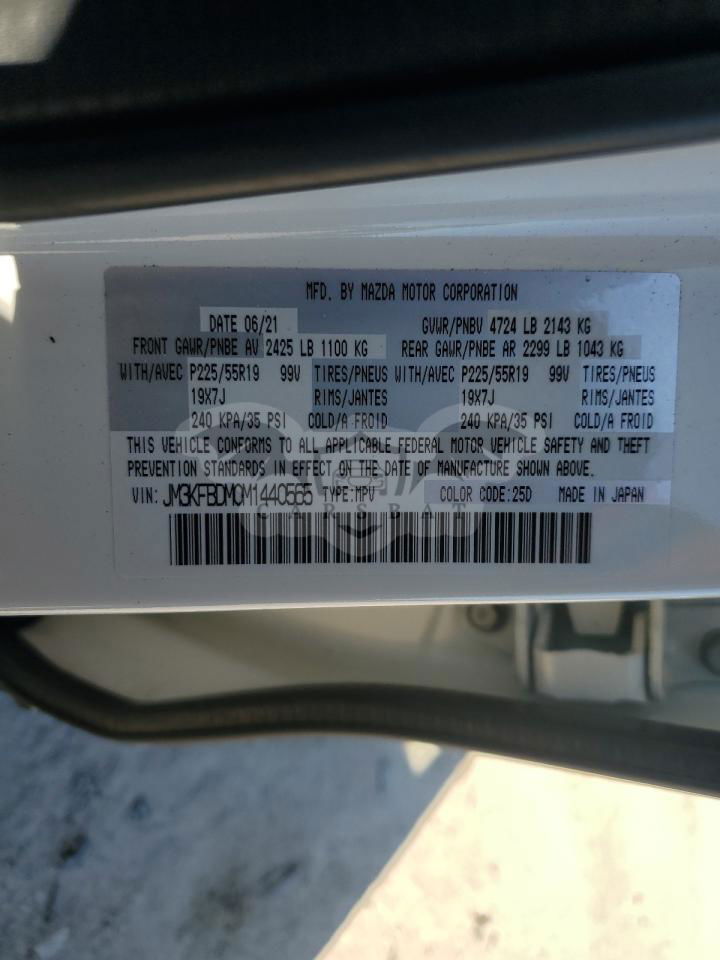 MFD. BY MAZDA MOTOR CORPORATION
DATE 06/21 GVWR/PNBV 4724 LB 2143 KG
FRONT GAWR/PNBE AV 2425 LB 1100 KG REAR GAWR/PNBE AR 2299 LB 1043 KG
WITH/AVEC P225/55R19 99V TIRES/PNEUS WITH/AVEC P225/55R19 99V TIRES/PNEUS
19X7J RIMS/JANTES 19X7J RIMS/JANTES
240 KPA/35 PSI COLD/A FROID 240 KPA/35 PSI COLD/A FROID
THIS VEHICLE CONFORMS TO ALL APPLICABLE FEDERAL MOTOR VEHICLE SAFETY AND THEFT
PREVENTION STANDARDS IN EFFECT ON THE DATE OF MANUFACTURE SHOWN ABOVE.
VIN: JM3KFBDM0M1440565 TYPE:MPV COLOR CODE:25D MADE IN JAPAN
CARSBAT